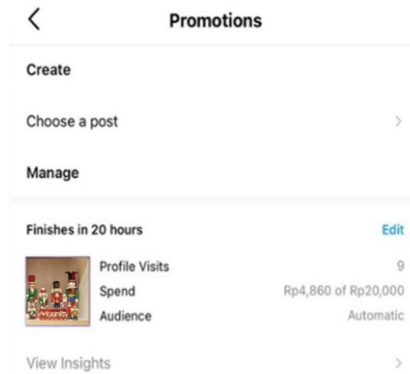 Promotions
Create
Choose a post
Manage
Finishes in 20 hours Edit
Profile Visits 9
Spend Rp4,860 of Rp20,000
Audience Automatic
View Insights